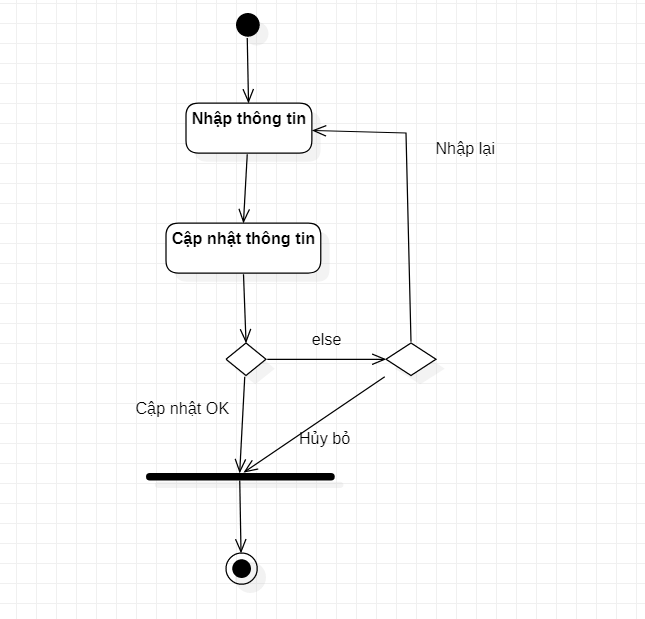 Nhập thông tin
Nhập lại
Cập nhật thông tin
else
Cập nhật OK
Hủy bỏ